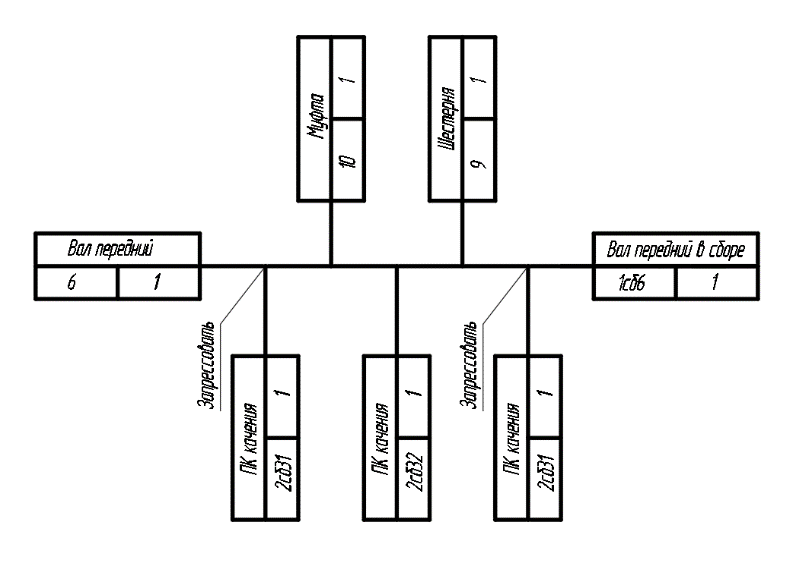 Муфта
1
10
Шестерня
1
9
Вал передний
6
1
Вал передний в сборе
1сб6
1
Запрессовать
Запрессовать
ПК качения
1
2сб31
ПК качения
1
2сб32
ПК качения
1
2сб31